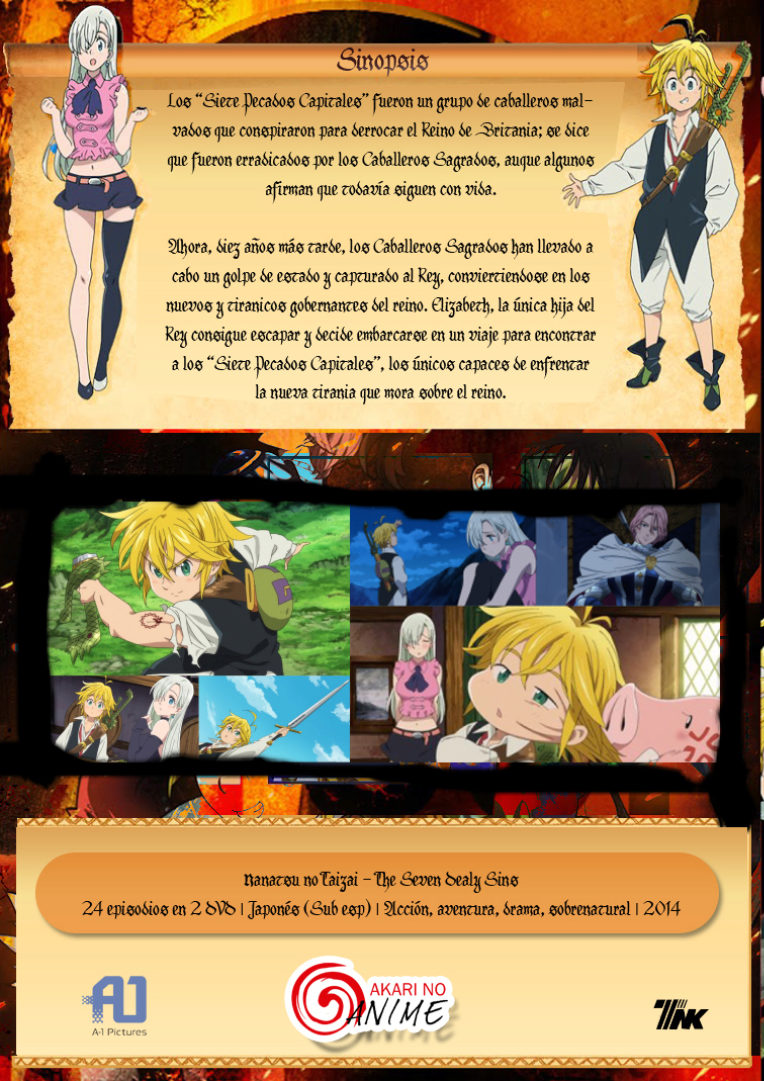 Sinopsis
Los “Siete Pecados Capitales” fueron un grupo de caballeros mal-
vados que conspiraron para derrocar el Reino de Britania; se dice
que fueron erradicados por los Caballeros Sagrados, auque algunos
afirman que todavía siguen con vida.
Ahora, diez años más tarde, los Caballeros Sagrados han llevado a
cabo un golpe de estado y capturado al Rey, conviertiendose en los
nuevos y tiranicos gobernantes del reino. Elizabeth, la única hija del
Rey consigue escapar y decide embarcarse en un viaje para encontrar
a los “Siete Pecados Capitales”, los únicos capaces de enfrentar
la nueva tirania que mora sobre el reino.
Nanatsu no Taizai - The Seven Dealy Sins
24 episodios en 2 DVD | Japonés (Sub esp) | Acción, aventura, drama, sobrenatural | 2014
A1
A-1 Pictures
AKARI NO
ANIME
TNK